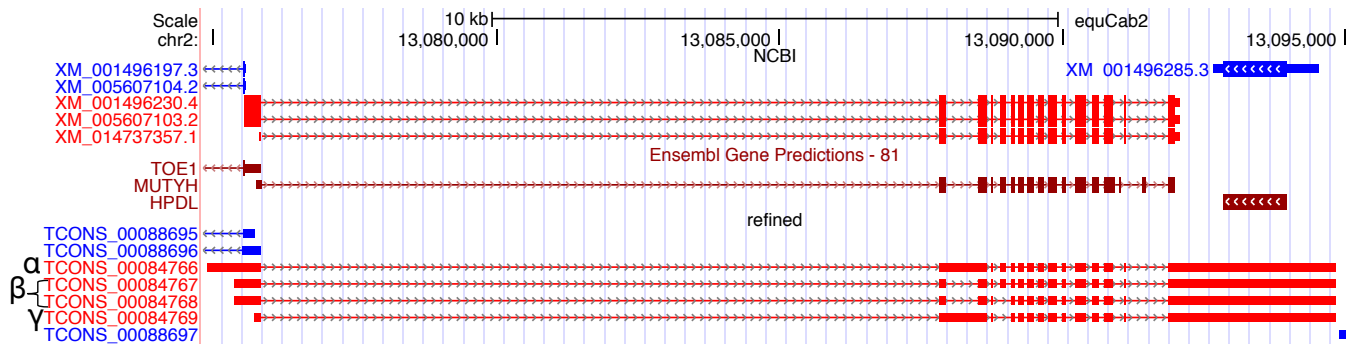 Scale 10 kb equCab2
chr2: 13,080,000 13,085,000 13,090,000 13,095,000
NCBI
XM_001496197.3 XM_001496285.3
XM_005607104.2
XM_001496230.4
XM_005607103.2
XM_014737357.1
Ensembl Gene Predictions - 81
TOE1
MUTYH
HPDL
refined
TCONS_00088695
TCONS_00088696
α TCONS_00084766
β TCONS_00084767
TCONS_00084768
γ TCONS_00084769
TCONS_00088697